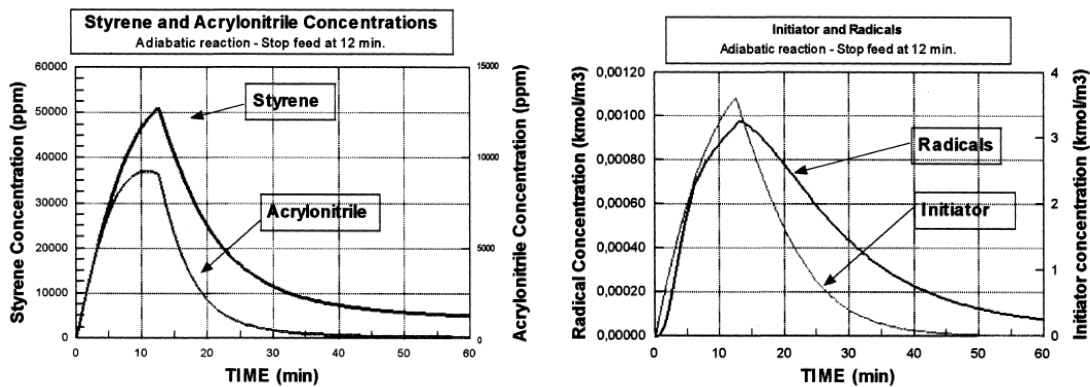 Styrene and Acrylonitrile Concentrations
Adiabatic reaction - Stop feed at 12 min.
Styrene Concentration (ppm)
60000
50000
40000
30000
20000
10000
0
Styrene
Acrylonitrile
15000
10000
5000
0
Acrylonitrile Concentration (ppm)
0 10 20 30 40 50 60
TIME (min)
Initiator and Radicals
Adiabatic reaction - Stop feed at 12 min.
Radical Concentration (kmol/m3)
0,00120
0,00100
0,00080
0,00060
0,00040
0,00020
0,00000
Radicals
Initiator
4
3
2
1
0
Initiator concentration (kmol/m3)
0 10 20 30 40 50 60
TIME (min)